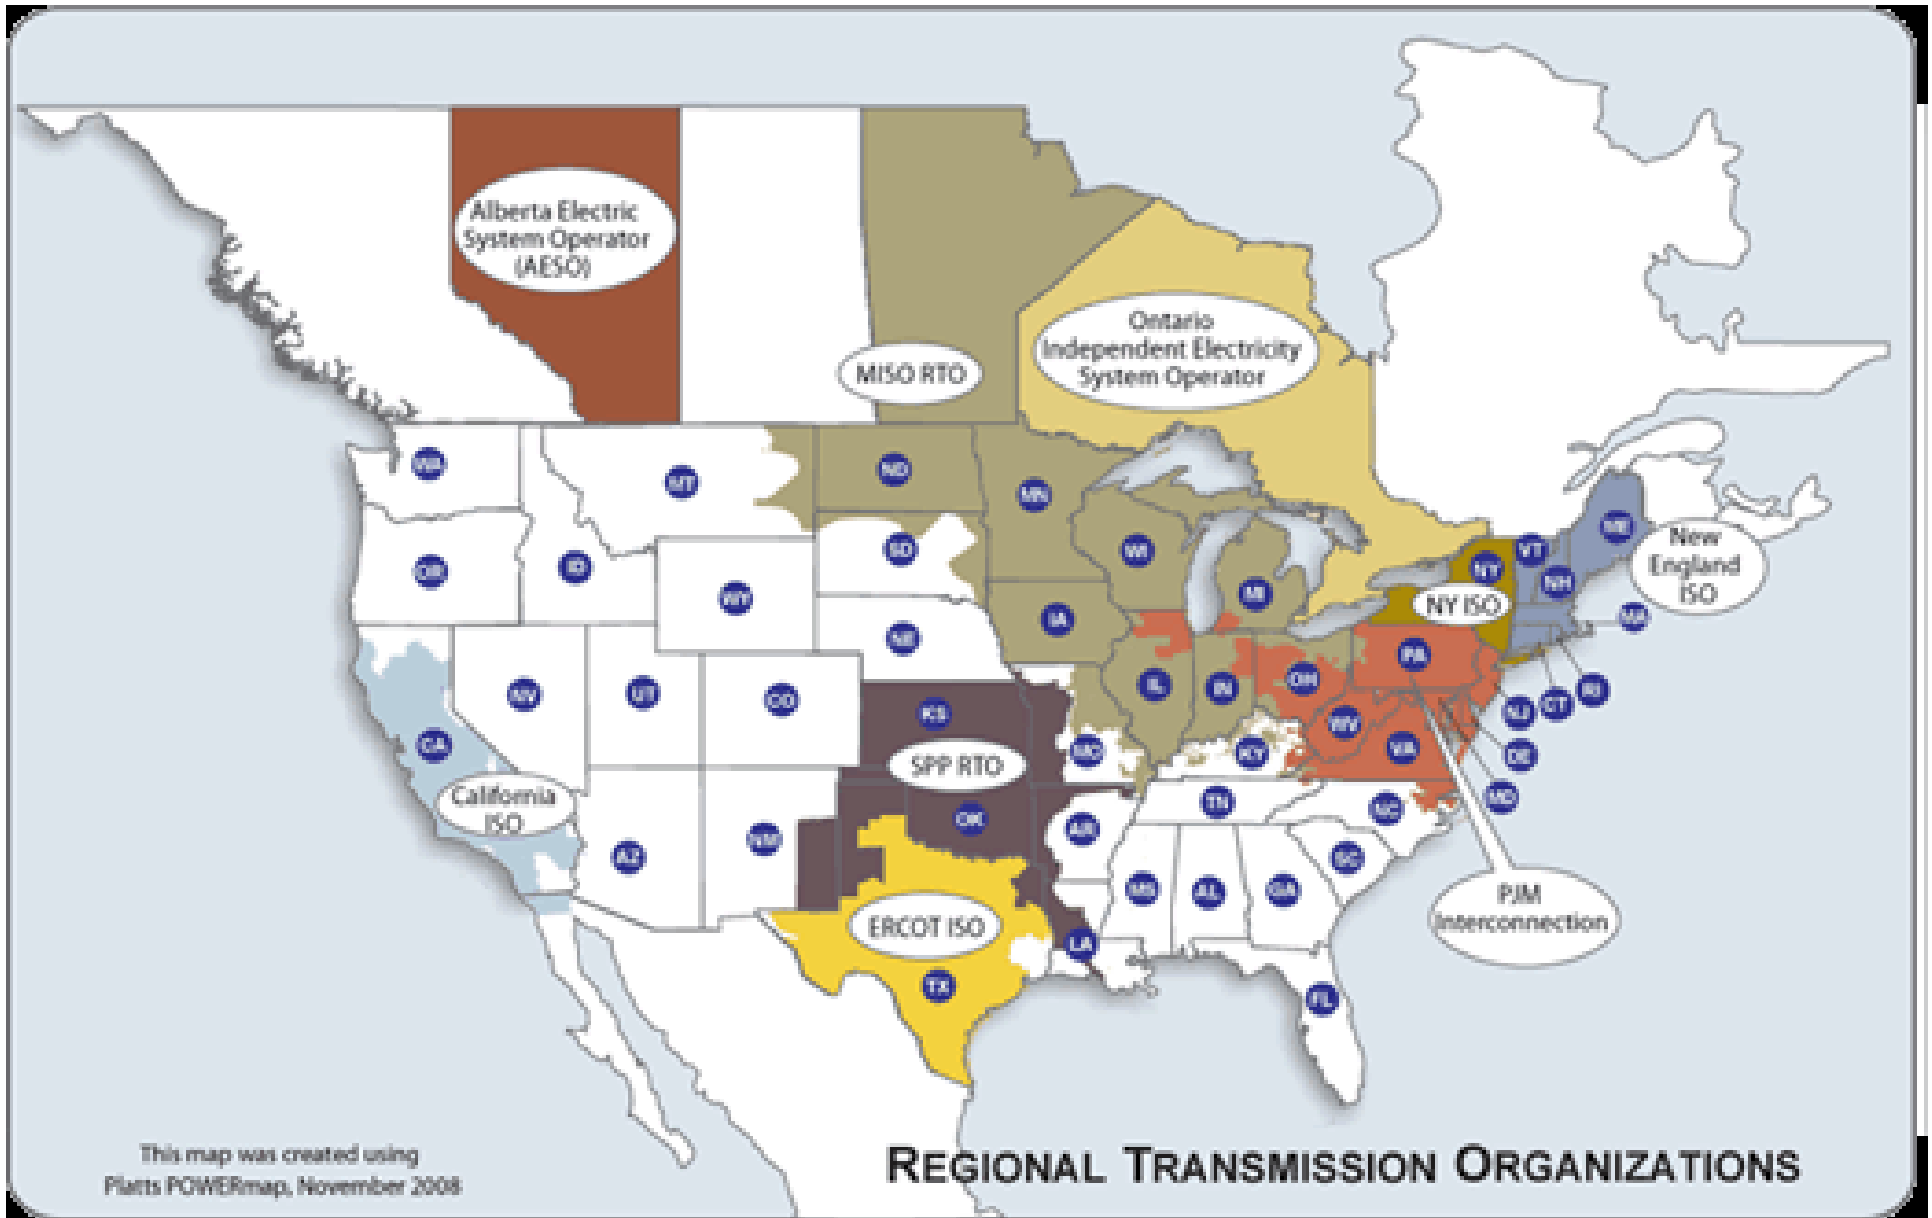 Alberta Electric
System Operator
(AESO)
Ontario
Independent Electricity
System Operator
MISO RTO
WA
MT
ND
MN
ME
OR
ID
SD
WI
NY
VT
NH
New
England
ISO
WY
MI
NY ISO
MA
IA
NE
PA
NV
UT
CO
IL
IN
OH
NJ
CT
RI
KS
WV
CA
MO
KY
VA
DE
SPP RTO
California
ISO
MD
TN
OK
AR
NM
AZ
SC
MS
AL
GA
PJM
Interconnection
ERCOT ISO
LA
TX
FL
This map was created using
Platts POWERmap, November 2008
REGIONAL TRANSMISSION ORGANIZATIONS